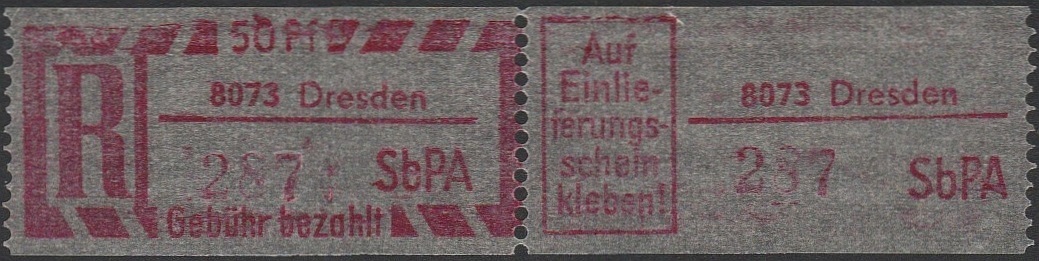 50 Pf
R
8073 Dresden
287
SbPA
Gebühr bezahlt
Auf
Einlie-
ferungs-
schein
kleben!
8073 Dresden
287
SbPA